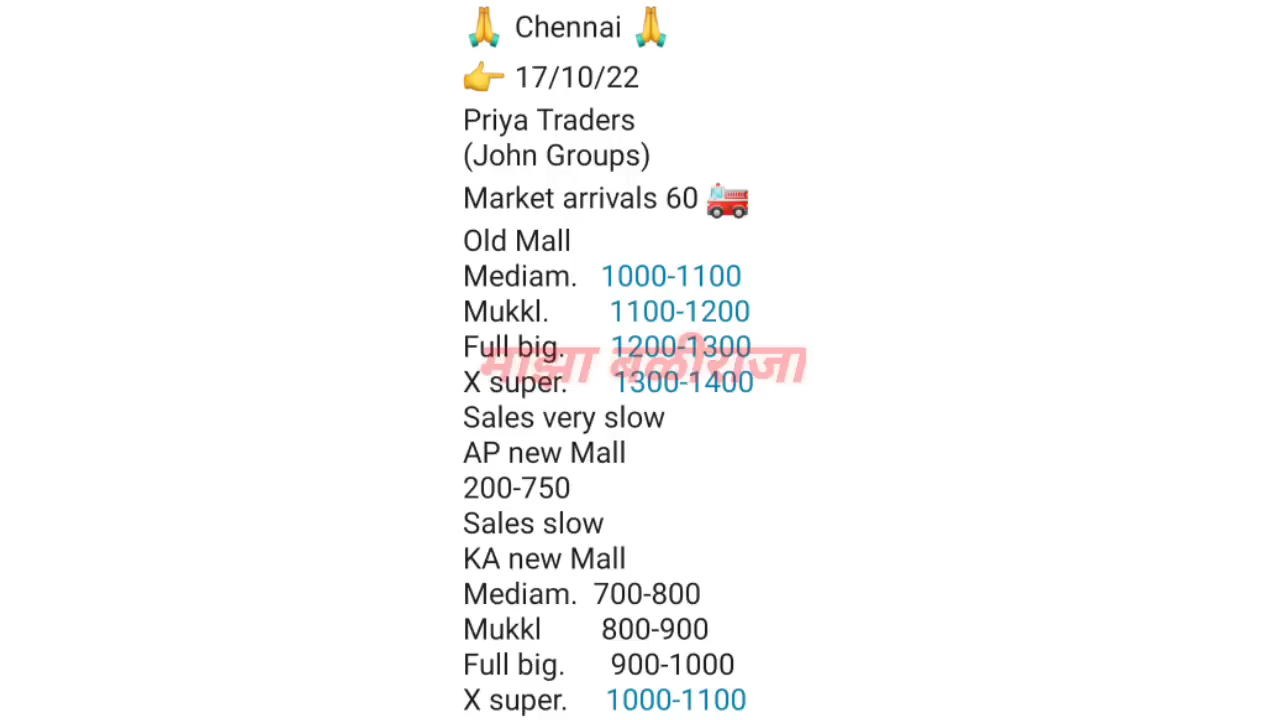 🙏 Chennai 🙏
👉 17/10/22
Priya Traders
(John Groups)
Market arrivals 60 🚒
Old Mall
Mediam. 1000-1100
Mukkl. 1100-1200
Full big. 1200-1300
माझा बळीराजा
X super. 1300-1400
Sales very slow
AP new Mall
200-750
Sales slow
KA new Mall
Mediam. 700-800
Mukkl 800-900
Full big. 900-1000
X super. 1000-1100